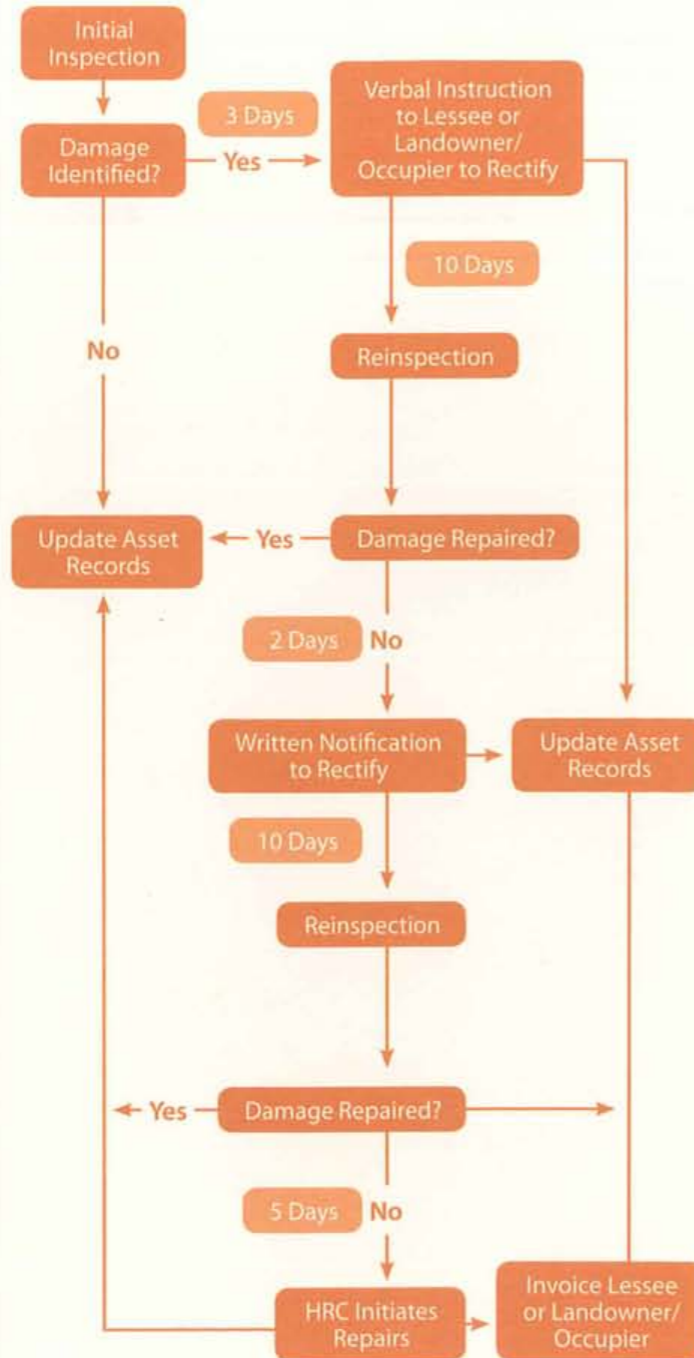 Initial
Inspection
3 Days
Damage
Identified?
Yes
Verbal Instruction
to Lessee or
Landowner/
Occupier to Rectify
10 Days
No
Reinspection
Update Asset
Records
Yes
Damage Repaired?
2 Days
No
Written Notification
to Rectify
Update Asset
Records
10 Days
Reinspection
Yes
Damage Repaired?
5 Days
No
HRC Initiates
Repairs
Invoice Lessee
or Landowner/
Occupier